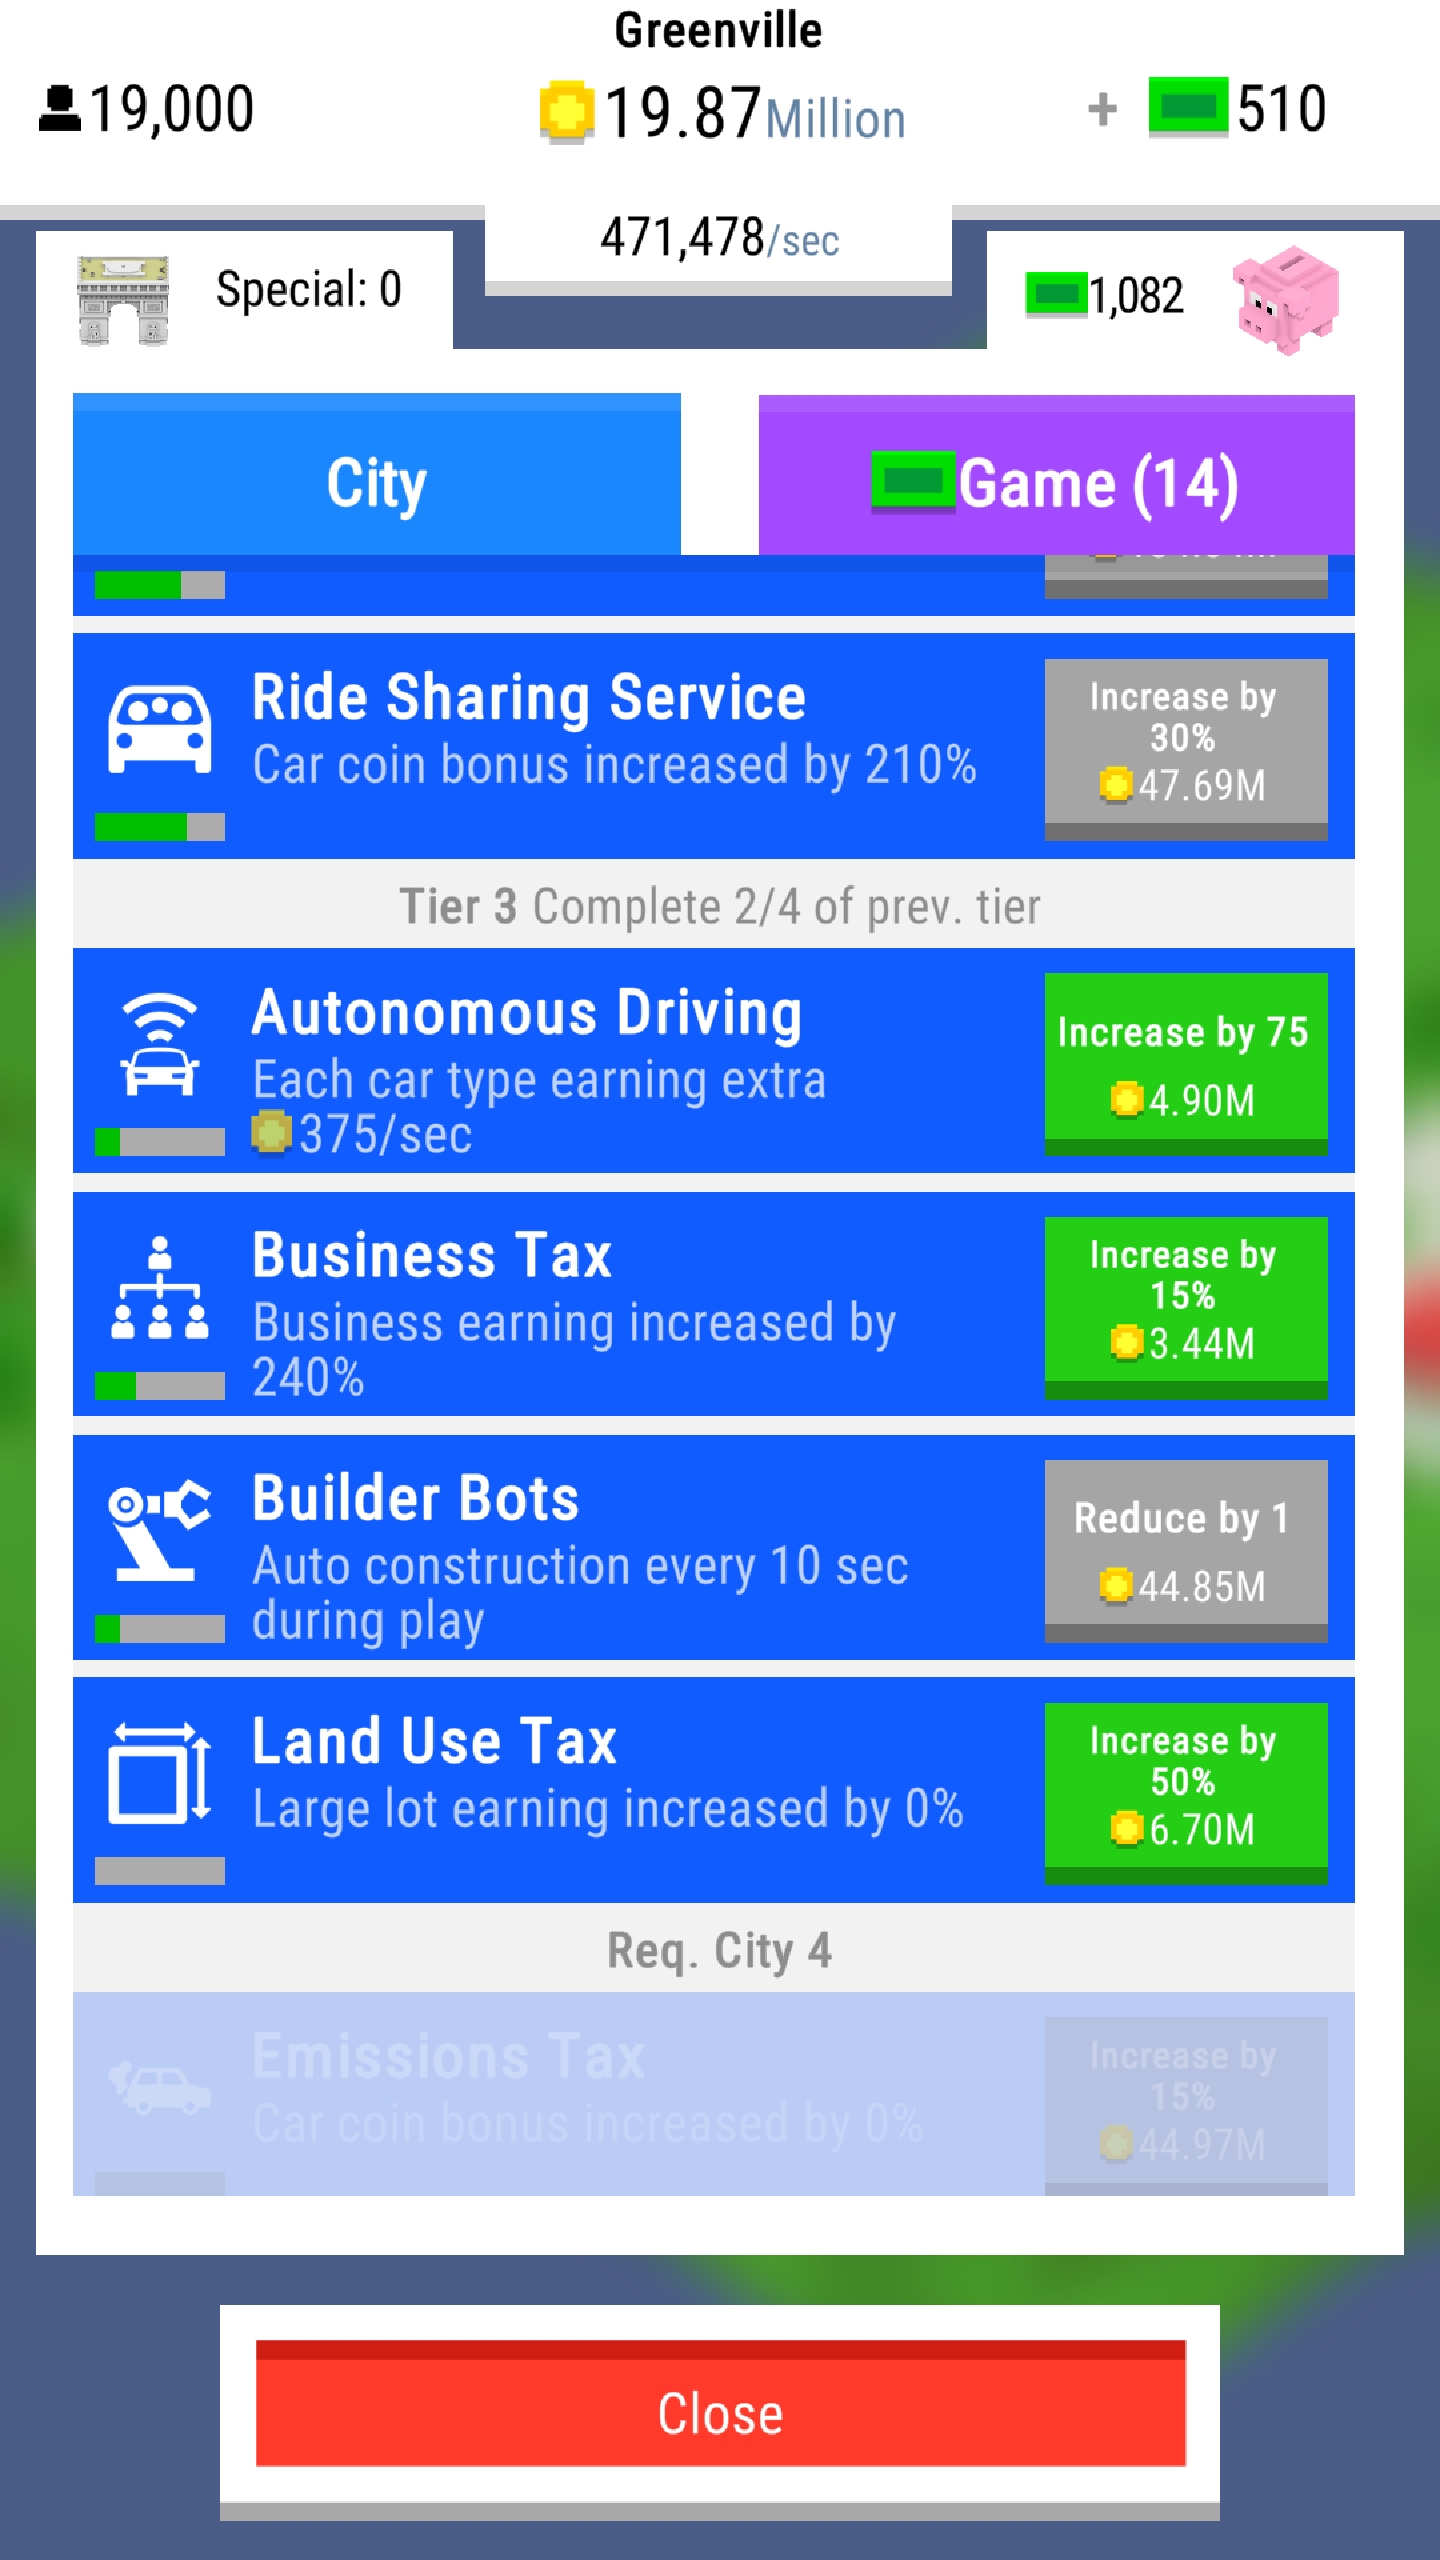 Greenville
19,000
19.87Million
+ 510
471,478/sec
Special: 0
1,082
City
Game (14)
Ride Sharing Service
Car coin bonus increased by 210%
Increase by
30%
47.69M
Tier 3 Complete 2/4 of prev. tier
Autonomous Driving
Each car type earning extra
375/sec
Increase by 75
4.90M
Business Tax
Business earning increased by
240%
Increase by
15%
3.44M
Builder Bots
Auto construction every 10 sec
during play
Reduce by 1
44.85M
Land Use Tax
Large lot earning increased by 0%
Increase by
50%
6.70M
Req. City 4
Emissions Tax
Car coin bonus increased by 0%
Increase by
15%
44.97M
Close